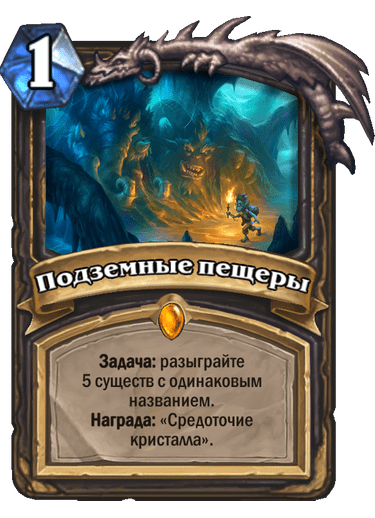 1
Подземные пещеры
Задача: разыграйте
5 существ с одинаковым
названием.
Награда: «Средоточие
кристалла».